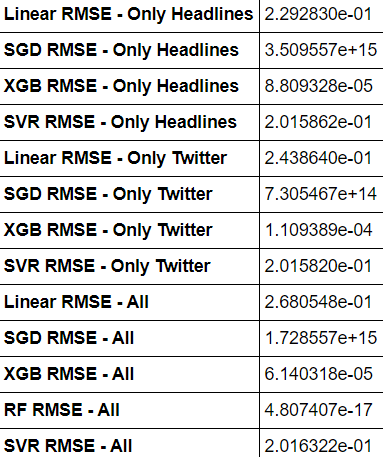 Linear RMSE - Only Headlines 2.292830e-01
SGD RMSE - Only Headlines 3.509557e+15
XGB RMSE - Only Headlines 8.809328e-05
SVR RMSE - Only Headlines 2.015862e-01
Linear RMSE - Only Twitter 2.438640e-01
SGD RMSE - Only Twitter 7.305467e+14
XGB RMSE - Only Twitter 1.109389e-04
SVR RMSE - Only Twitter 2.015820e-01
Linear RMSE - All 2.680548e-01
SGD RMSE - All 1.728557e+15
XGB RMSE - All 6.140318e-05
RF RMSE - All 4.807407e-17
SVR RMSE - All 2.016322e-01